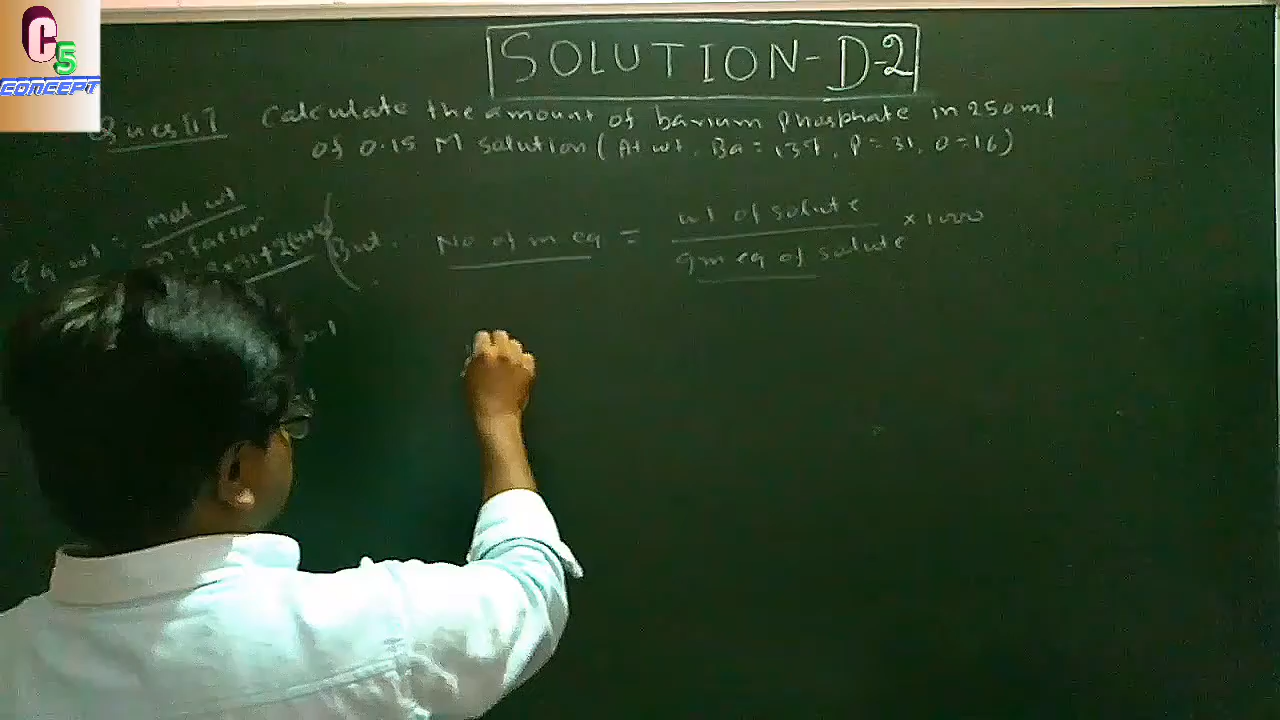 C5
CONCEPT
SOLUTION-D-2
Ques[1] Calculate the amount of barium phosphate in 250 ml
of 0.15 M solution (At wt. Ba = 137, P = 31, O = 16)
wt = Mol wt
n-factor
But. No of m eq = wt of solute × 1000
gm eq of solute